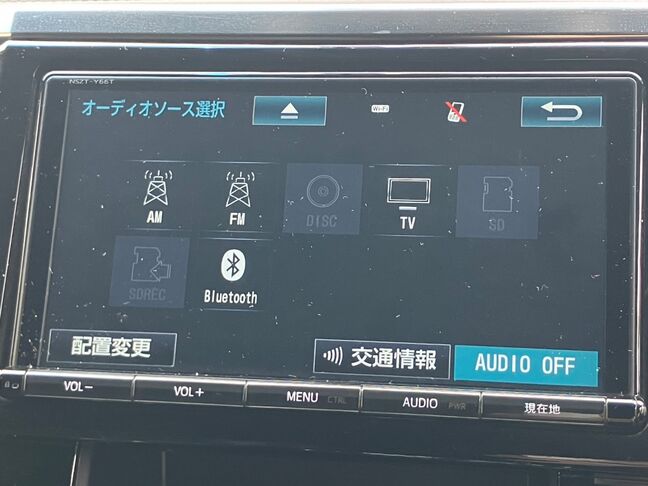 NSZT-Y66T
オーディオソース選択
Wi-Fi
AM
FM
DISC
TV
SD
SDREC
Bluetooth
配置変更
交通情報
AUDIO OFF
VOL−
VOL+
MENU CTRL
AUDIO PWR
現在地